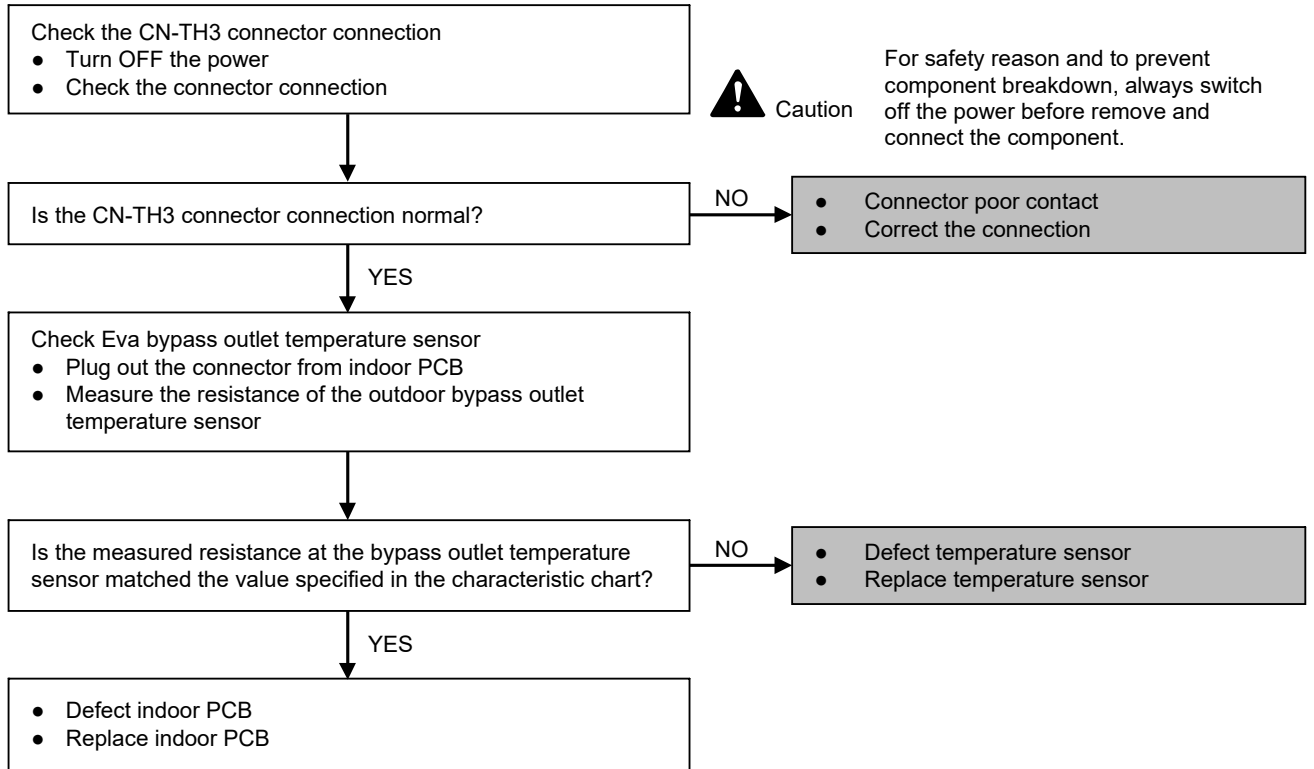 Check the CN-TH3 connector connection
● Turn OFF the power
● Check the connector connection
Caution
For safety reason and to prevent
component breakdown, always switch
off the power before remove and
connect the component.
Is the CN-TH3 connector connection normal?
NO
● Connector poor contact
● Correct the connection
YES
Check Eva bypass outlet temperature sensor
● Plug out the connector from indoor PCB
● Measure the resistance of the outdoor bypass outlet
temperature sensor
Is the measured resistance at the bypass outlet temperature
sensor matched the value specified in the characteristic chart?
NO
● Defect temperature sensor
● Replace temperature sensor
YES
● Defect indoor PCB
● Replace indoor PCB